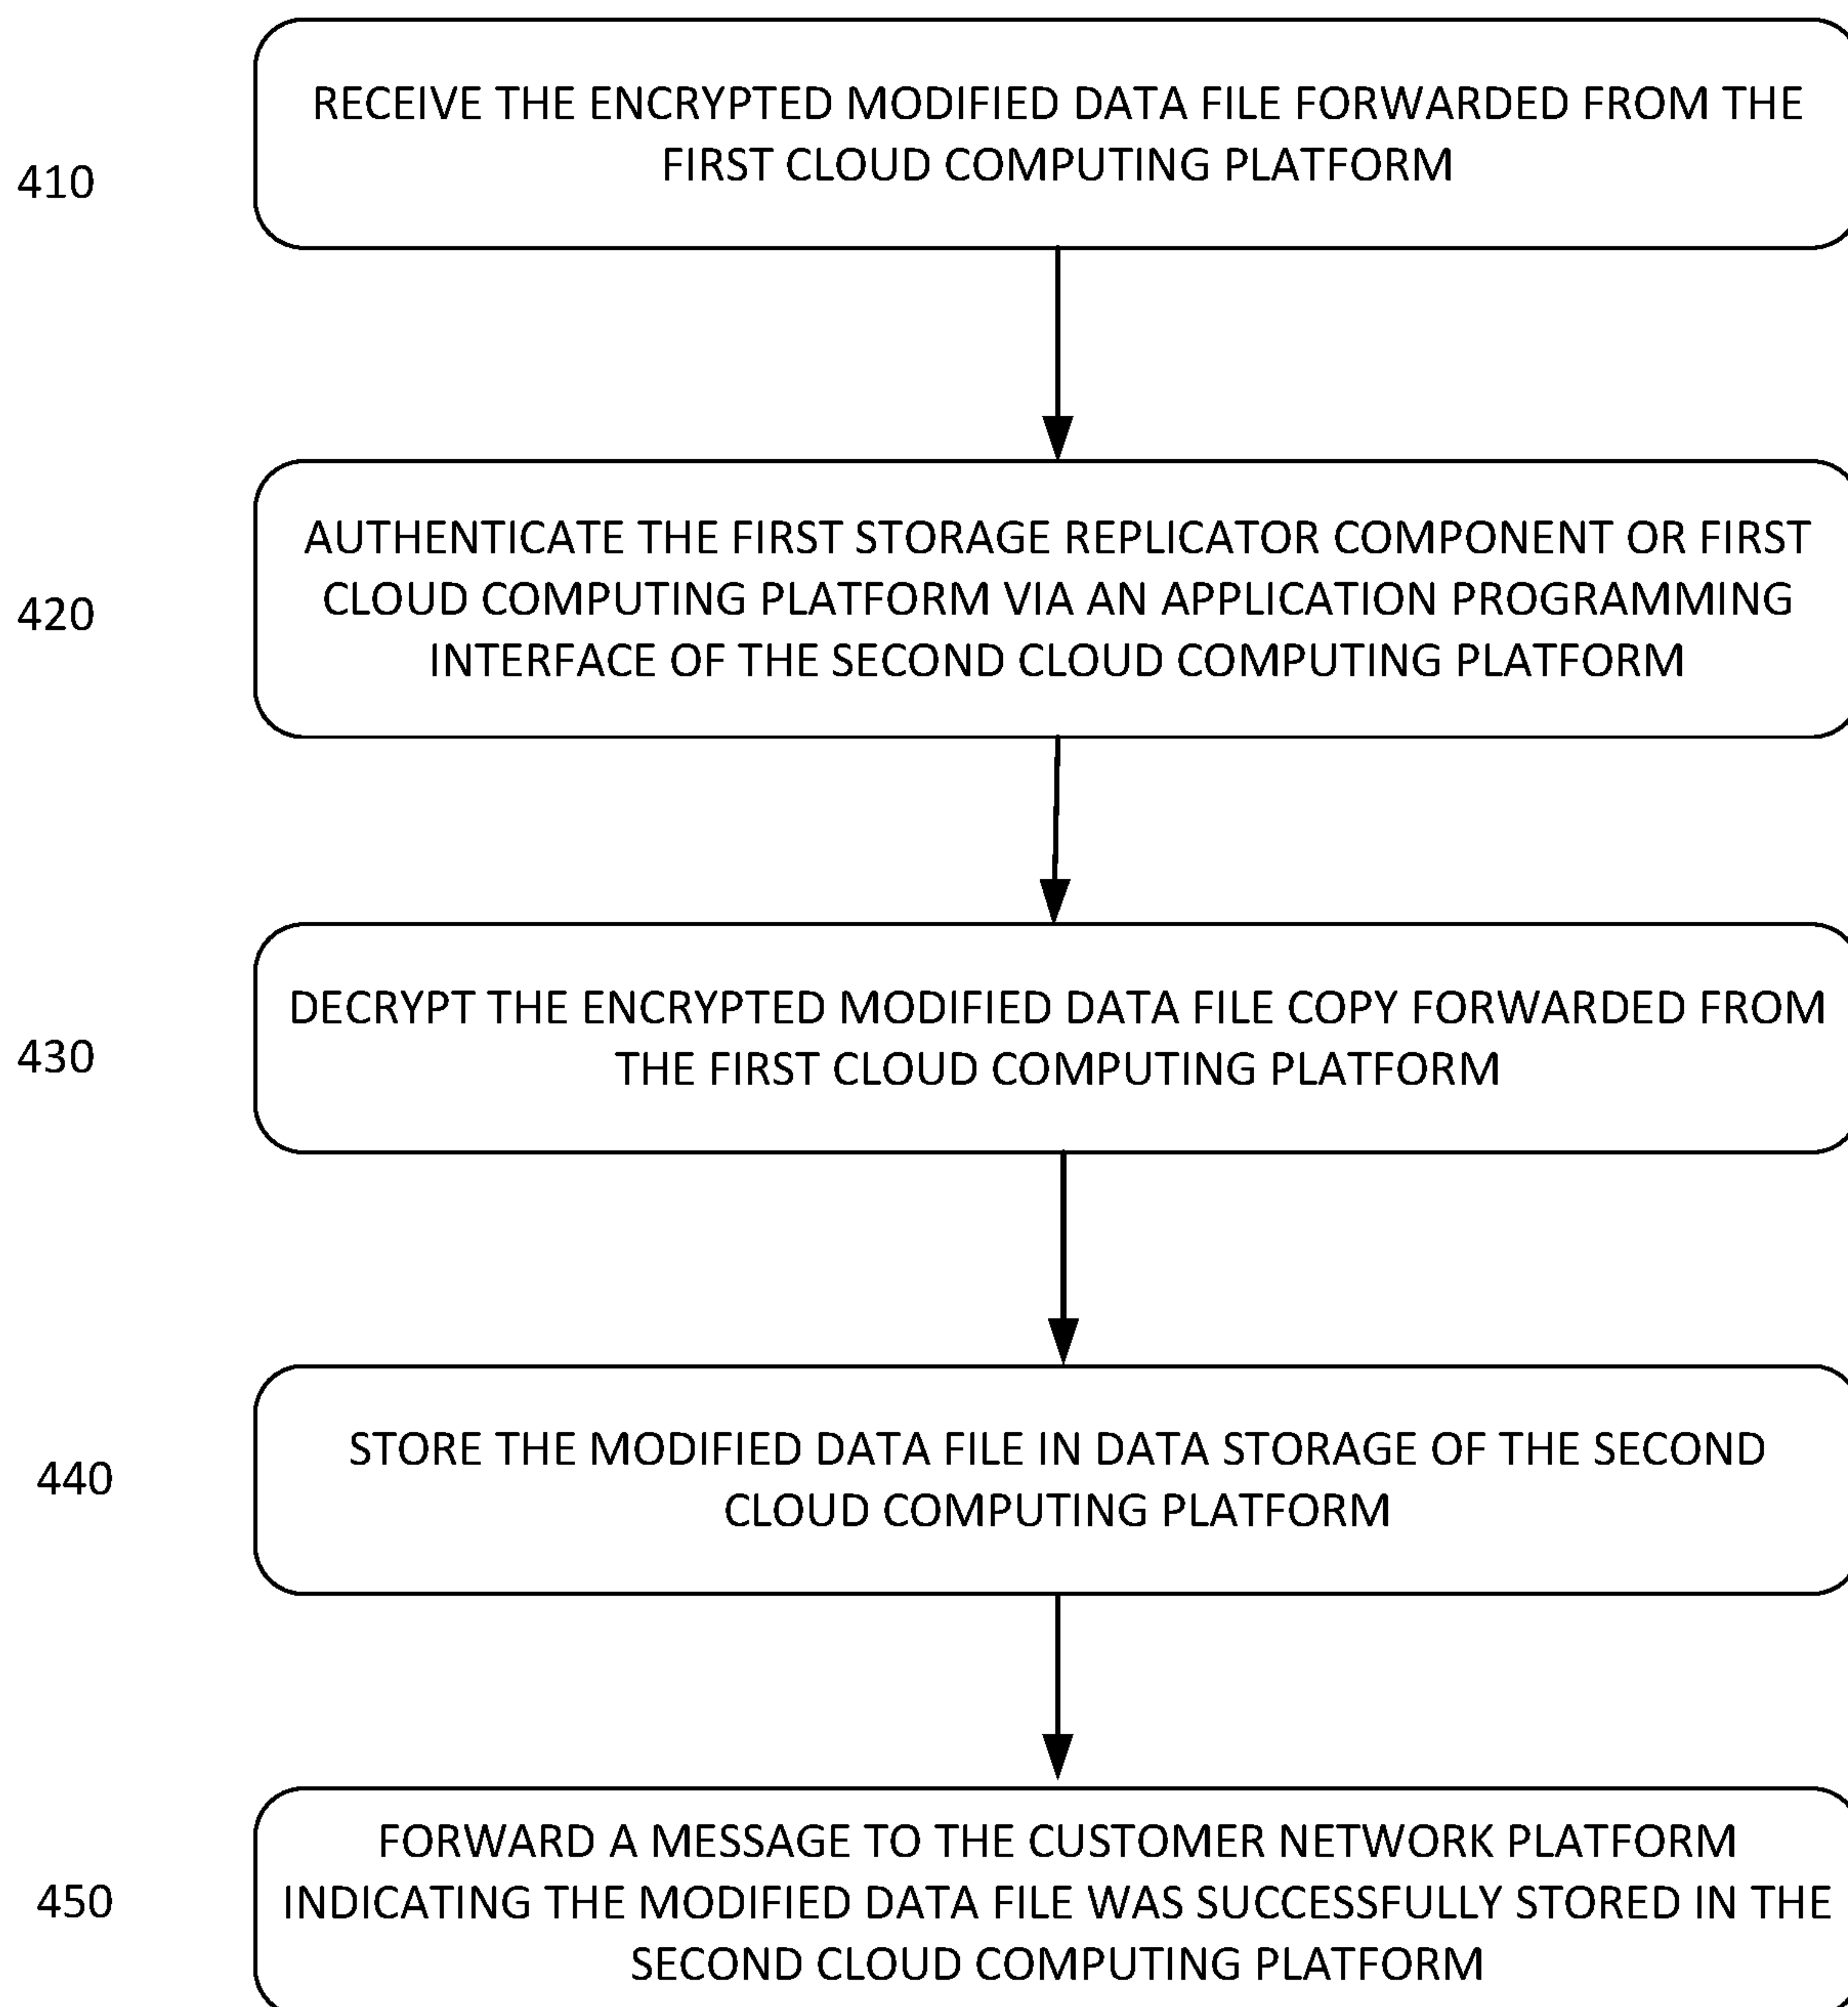 RECEIVE THE ENCRYPTED MODIFIED DATA FILE FORWARDED FROM THE
FIRST CLOUD COMPUTING PLATFORM
410
AUTHENTICATE THE FIRST STORAGE REPLICATOR COMPONENT OR FIRST
CLOUD COMPUTING PLATFORM VIA AN APPLICATION PROGRAMMING
INTERFACE OF THE SECOND CLOUD COMPUTING PLATFORM
420
DECRYPT THE ENCRYPTED MODIFIED DATA FILE COPY FORWARDED FROM
THE FIRST CLOUD COMPUTING PLATFORM
430
STORE THE MODIFIED DATA FILE IN DATA STORAGE OF THE SECOND
CLOUD COMPUTING PLATFORM
440
FORWARD A MESSAGE TO THE CUSTOMER NETWORK PLATFORM
INDICATING THE MODIFIED DATA FILE WAS SUCCESSFULLY STORED IN THE
SECOND CLOUD COMPUTING PLATFORM
450